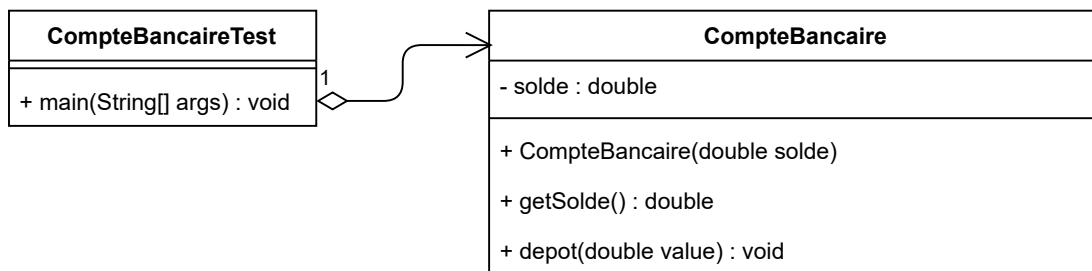 CompteBancaireTest
+ main(String[] args) : void
1
CompteBancaire
- solde : double
+ CompteBancaire(double solde)
+ getSolde() : double
+ depot(double value) : void